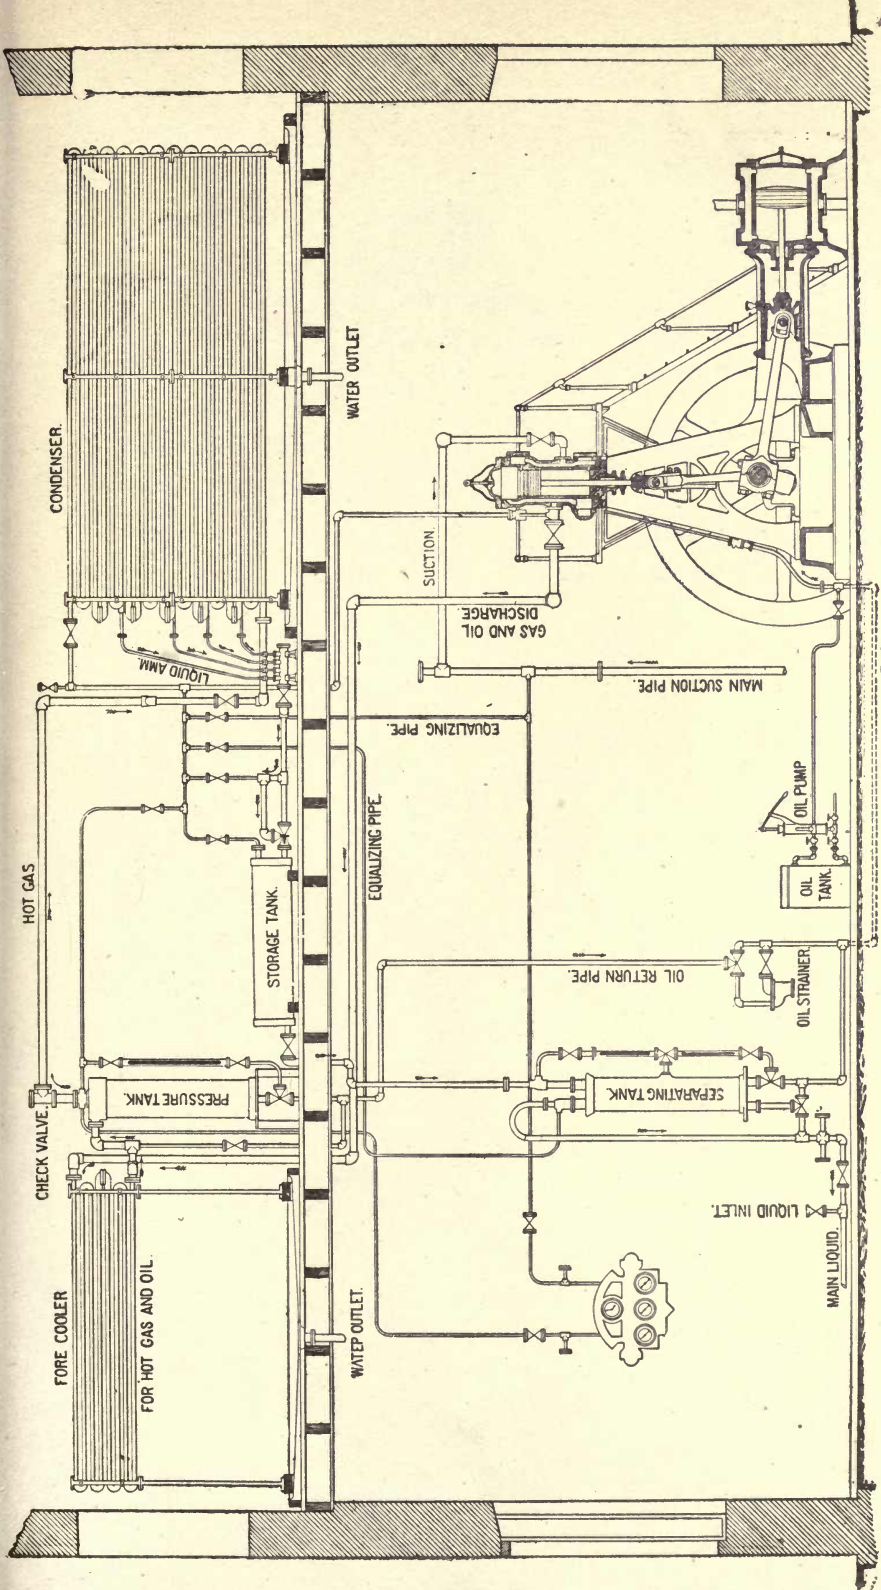 CONDENSER.
WATER OUTLET
LIQUID AMM.
SUCTION.
GAS AND OIL
DISCHARGE
MAIN SUCTION PIPE.
EQUALIZING PIPE.
HOT GAS
STORAGE TANK.
EQUALIZING PIPE.
OIL PUMP
OIL
TANK.
OIL RETURN PIPE.
OIL STRAINER.
CHECK VALVE.
PRESSURE TANK.
SEPARATING TANK.
LIQUID INLET.
MAIN LIQUID.
FORE COOLER
FOR HOT GAS AND OIL.
WATEP OUTLET.